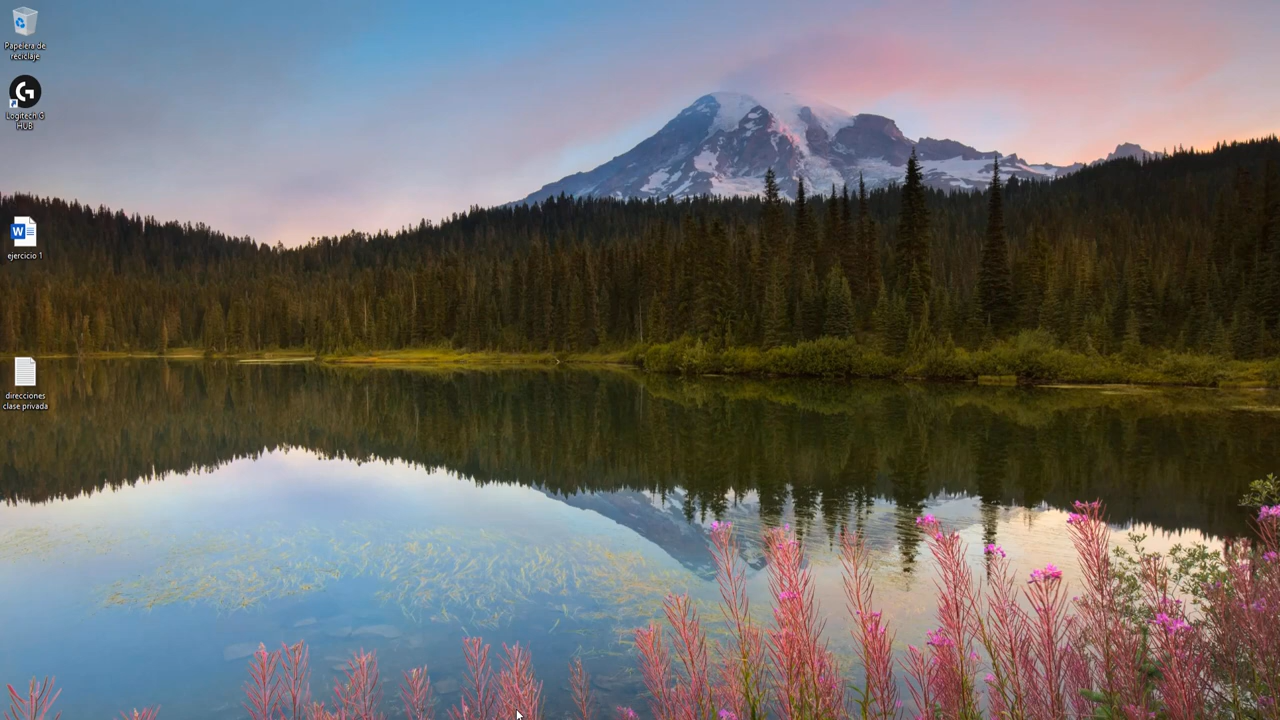 Papelera de
reciclaje
Logitech G
HUB
ejercicio 1
direcciones
clase privada